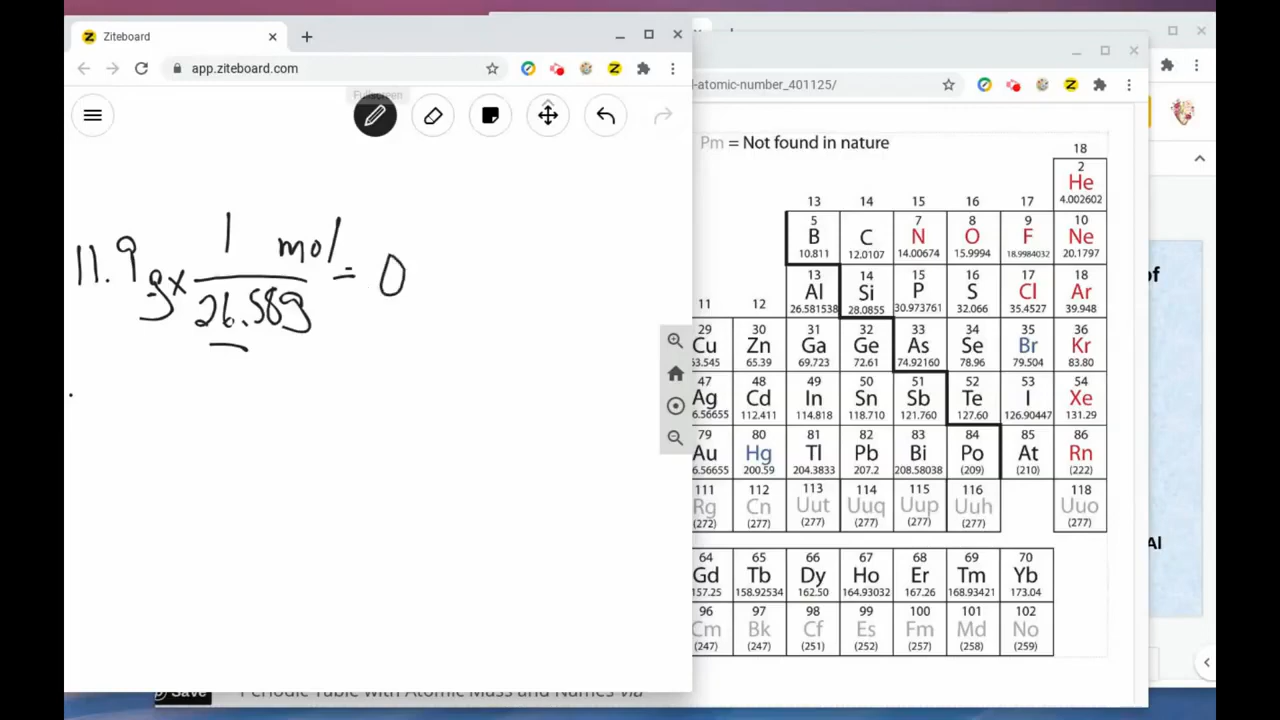 Ziteboard
app.ziteboard.com
l-atomic-number_401125/
Fullscreen
11.9 g x 1 mol = 0
26.58g
Pm = Not found in nature
18
2
He
4.002602
13 14 15 16 17
5 7 8 9 10
B C N O F Ne
10.811 12.0107 14.00674 15.9994 18.9984032 20.1797
13 14 15 16 17 18
Al Si P S Cl Ar
26.581538 28.0855 30.973761 32.066 35.4527 39.948
11 12
29 30 31 32 33 34 35 36
Cu Zn Ga Ge As Se Br Kr
63.545 65.39 69.723 72.61 74.92160 78.96 79.504 83.80
47 48 49 50 51 52 53 54
Ag Cd In Sn Sb Te I Xe
6.56655 112.411 114.818 118.710 121.760 127.60 126.90447 131.29
79 80 81 82 83 84 85 86
Au Hg Tl Pb Bi Po At Rn
6.56655 200.59 204.3833 207.2 208.58038 (209) (210) (222)
111 112 113 114 115 116 118
Rg Cn Uut Uuq Uup Uuh Uuo
(272) (277) (277) (277) (277) (277) (277)
64 65 66 67 68 69 70
Gd Tb Dy Ho Er Tm Yb
157.25 158.92534 162.50 164.93032 167.26 168.93421 173.04
96 97 98 99 100 101 102
Cm Bk Cf Es Fm Md No
(247) (247) (251) (252) (257) (258) (259)
of
Al
Save
Periodic Table with Atomic Mass and Names via